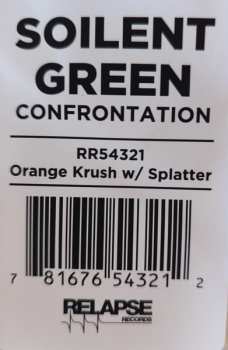 SOILENT
GREEN
CONFRONTATION
RR54321
Orange Krush w/ Splatter
7 81676 54321 2
RELAPSE
RECORDS